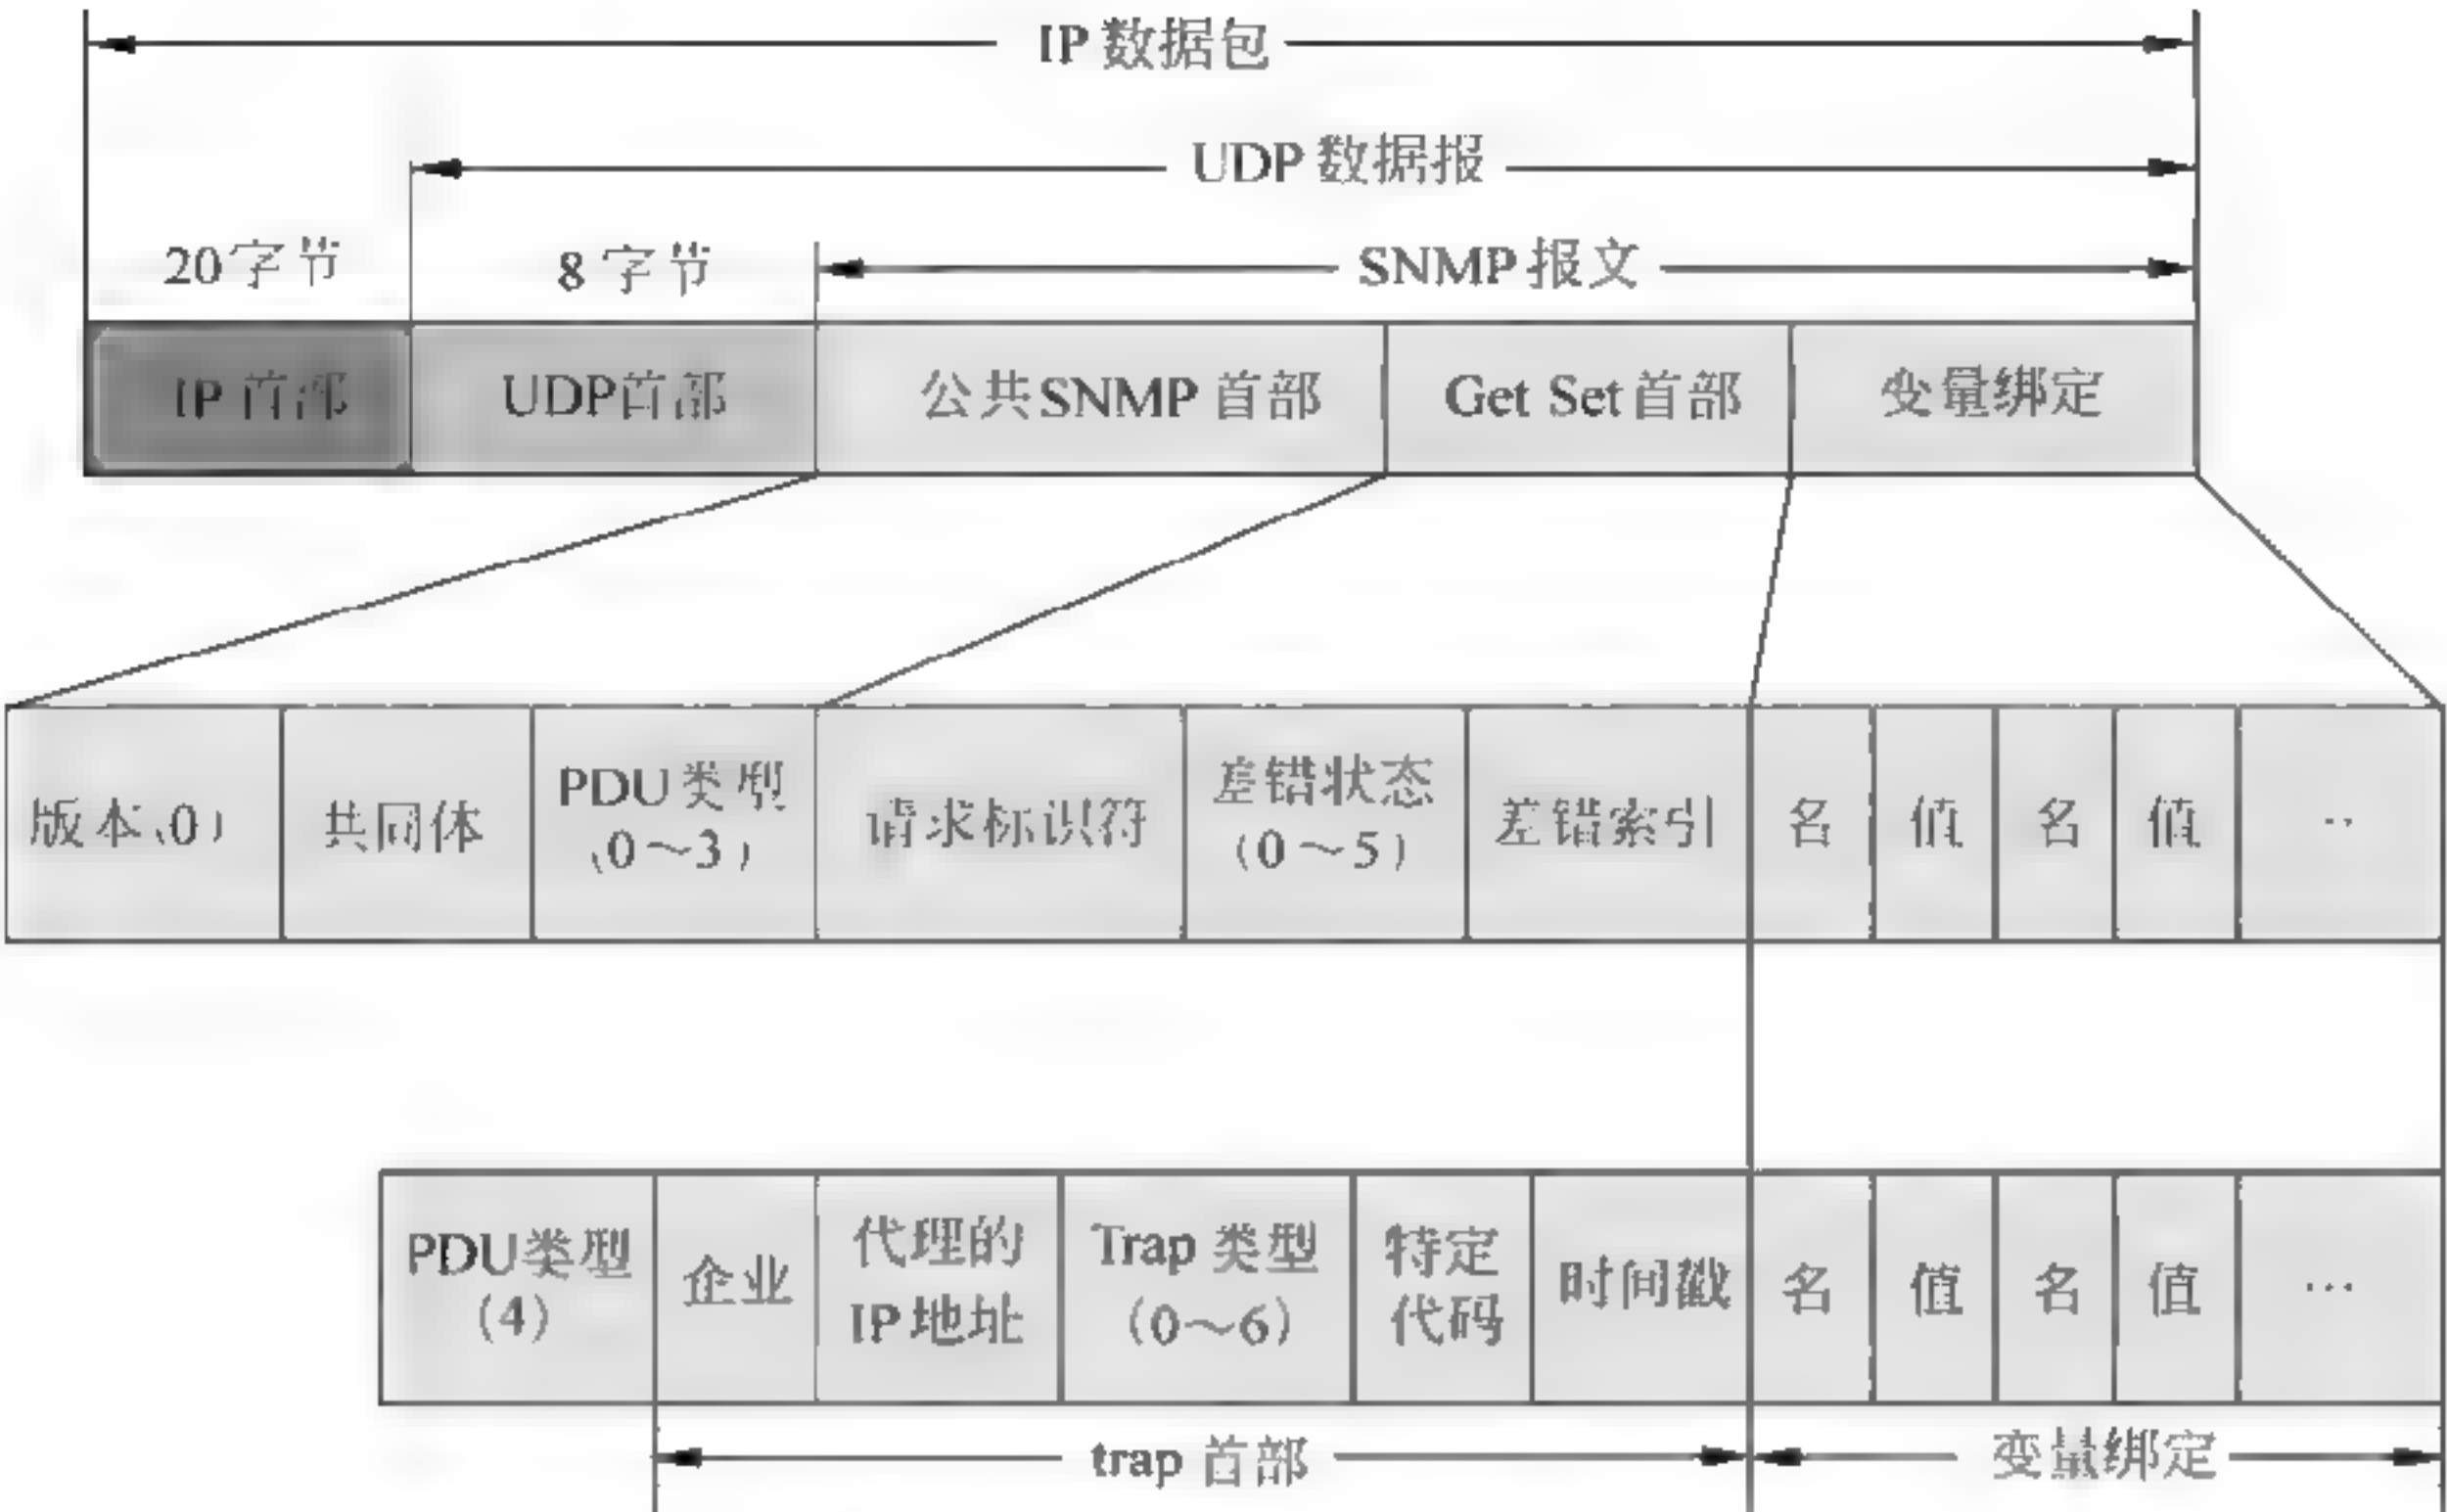 IP 数据包
UDP 数据报
20字节
8 字节
SNMP 报文
IP 首部
UDP首部
公共SNMP 首部
Get Set首部
变量绑定
版本(0)
共同体
PDU 类型
(0～3)
请求标识符
差错状态
(0～5)
差错索引
名
值
名
值
··
PDU类型
(4)
企业
代理的
IP地址
Trap 类型
(0～6)
特定
代码
时间戳
名
值
名
值
…
trap 首部
变量绑定